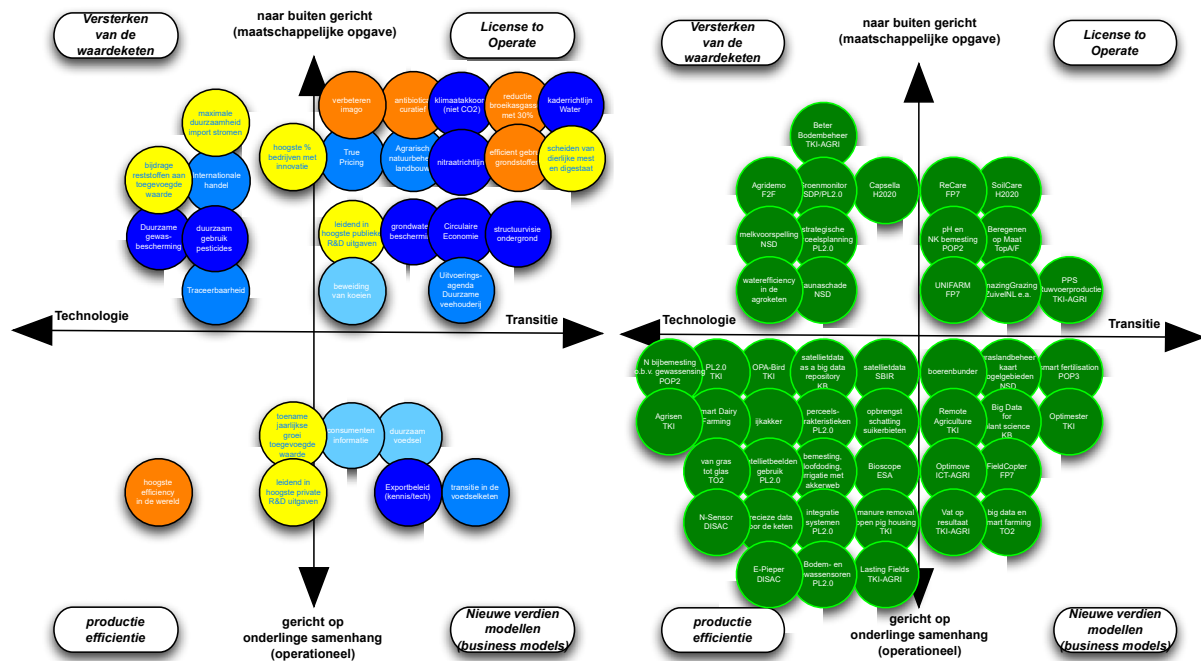 Versterken
van de
waardeketen
naar buiten gericht
(maatschappelijke opgave)
License to
Operate
maximale
duurzaamheid
import stromen
bijdrage
reststoffen aan
toegevoegde
waarde
Internationale
handel
Duurzame
gewas-
bescherming
duurzaam
gebruik
pesticides
Traceerbaarheid
hoogste %
bedrijven met
innovatie
verbeteren
imago
antibiotica
curatief
klimaatakkoord
(niet CO2)
reductie
broeikasgassen
met 30%
kaderrichtlijn
Water
True
Pricing
Agrarisch
natuurbeheer
landbouw
nitraatrichtlijn
efficient gebruik
grondstoffen
scheiden van
dierlijke mest
en digestaat
leidend in
hoogste publieke
R&D uitgaven
grondwater
bescherming
Circulaire
Economie
structuurvisie
ondergrond
beweiding
van koeien
Uitvoerings-
agenda
Duurzame
veehouderij
Technologie
Transitie
toename
jaarlijkse
groei
toegevoegde
waarde
consumenten
informatie
duurzaam
voedsel
hoogste
efficiency
in de wereld
leidend in
hoogste private
R&D uitgaven
Exportbeleid
(kennis/tech)
transitie in de
voedselketen
productie
efficientie
gericht op
onderlinge samenhang
(operationeel)
Nieuwe verdien
modellen
(business models)
Versterken
van de
waardeketen
naar buiten gericht
(maatschappelijke opgave)
License to
Operate
Beter
Bodembeheer
TKI-AGRI
Agridemo
F2F
Groenmonitor
SDP/PL2.0
Capsella
H2020
ReCare
FP7
SoilCare
H2020
melkvoorspelling
NSD
strategische
perceelsplanning
PL2.0
pH en
NK bemesting
POP2
Beregenen
op Maat
TopA/F
waterefficiency
in de
agroketen
faunaschade
NSD
UNIFARM
FP7
AmazingGrazing
ZuivelNL e.a.
PPS
Ruwvoerproductie
TKI-AGRI
Technologie
Transitie
N bijbemesting
o.b.v. gewassensing
POP2
PL2.0
TKI
OPA-Bird
TKI
satellietdata
as a big data
repository
KB
satellietdata
SBIR
boerenbunder
graslandbeheer
kaart
vogelgebieden
NSD
smart fertilisation
POP3
Agrisen
TKI
Smart Dairy
Farming
ijkakker
perceels-
karakteristieken
PL2.0
opbrengst
schatting
suikerbieten
Remote
Agriculture
TKI
Big Data
for
plant science
KB
Optimester
TKI
van gras
tot glas
TO2
satellietbeelden
gebruik
PL2.0
bemesting,
loofdoding,
irrigatie met
akkerweb
Bioscope
ESA
Optimove
ICT-AGRI
FieldCopter
FP7
N-Sensor
DISAC
precieze data
voor de keten
integratie
systemen
PL2.0
manure removal
open pig housing
TKI
Vat op
resultaat
TKI-AGRI
big data en
smart farming
TO2
E-Pieper
DISAC
Bodem- en
gewassensoren
PL2.0
Lasting Fields
TKI-AGRI
productie
efficientie
gericht op
onderlinge samenhang
(operationeel)
Nieuwe verdien
modellen
(business models)